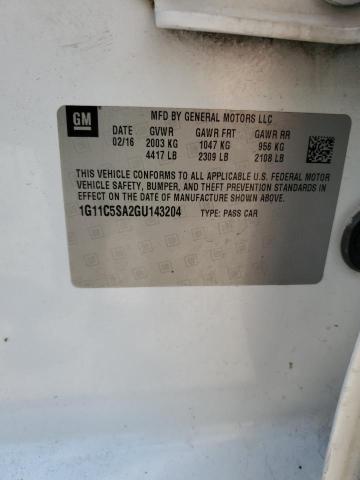 GM
MFD BY GENERAL MOTORS LLC
DATE GVWR GAWR FRT GAWR RR
02/16 2003 KG 1047 KG 956 KG
4417 LB 2309 LB 2108 LB
THIS VEHICLE CONFORMS TO ALL APPLICABLE U.S. FEDERAL MOTOR
VEHICLE SAFETY, BUMPER, AND THEFT PREVENTION STANDARDS IN
EFFECT ON THE DATE OF MANUFACTURE SHOWN ABOVE.
1G11C5SA2GU143204 TYPE: PASS CAR